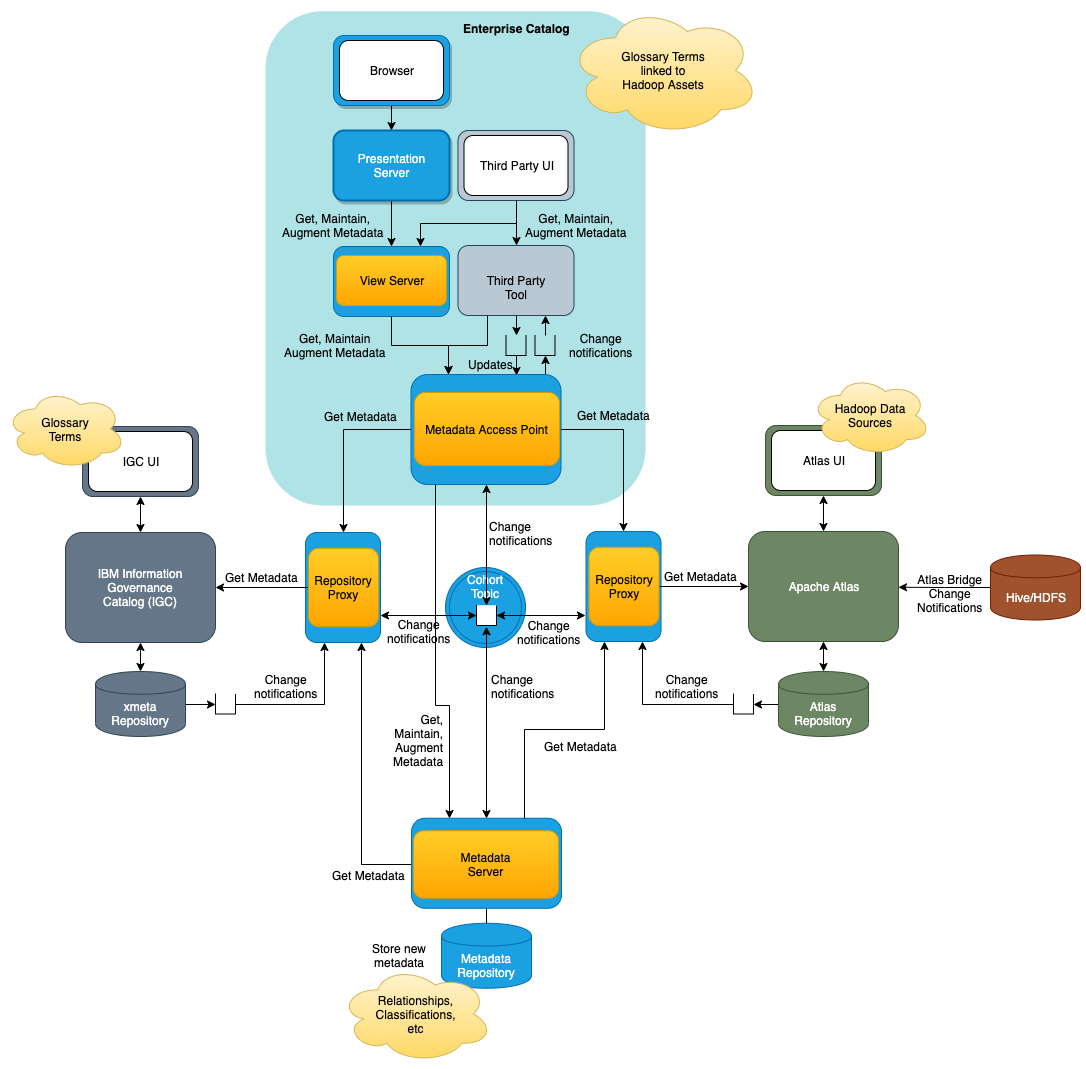 Enterprise Catalog
Glossary Terms
linked to
Hadoop Assets
Browser
Presentation
Server
Third Party UI
Get, Maintain,
Augment Metadata
Get, Maintain,
Augment Metadata
View Server
Third Party
Tool
Get, Maintain
Augment Metadata
Change
notifications
Updates
Metadata Access Point
Get Metadata
Get Metadata
Glossary
Terms
IGC UI
Hadoop Data
Sources
Atlas UI
Change
notifications
IBM Information
Governance
Catalog (IGC)
Get Metadata
Repository
Proxy
Cohort
Topic
Repository
Proxy
Get Metadata
Apache Atlas
Atlas Bridge
Change
Notifications
Hive/HDFS
Change
notifications
Change
notifications
xmeta
Repository
Change
notifications
Change
notifications
Change
notifications
Atlas
Repository
Get,
Maintain,
Augment
Metadata
Get Metadata
Metadata
Server
Get Metadata
Store new
metadata
Metadata
Repository
Relationships,
Classifications,
etc